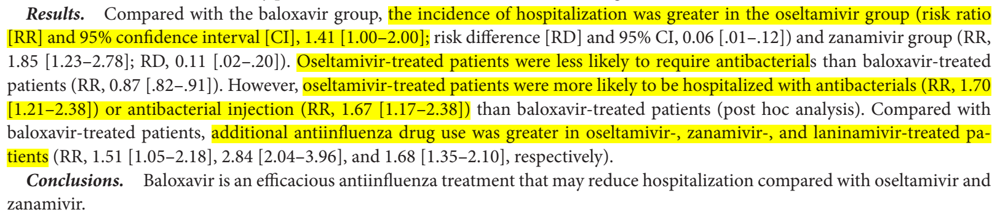 Results. Compared with the baloxavir group, the incidence of hospitalization was greater in the oseltamivir group (risk ratio
[RR] and 95% confidence interval [CI], 1.41 [1.00–2.00]; risk difference [RD] and 95% CI, 0.06 [.01–.12]) and zanamivir group (RR,
1.85 [1.23–2.78]; RD, 0.11 [.02–.20]). Oseltamivir-treated patients were less likely to require antibacterials than baloxavir-treated
patients (RR, 0.87 [.82–.91]). However, oseltamivir-treated patients were more likely to be hospitalized with antibacterials (RR, 1.70
[1.21–2.38]) or antibacterial injection (RR, 1.67 [1.17–2.38]) than baloxavir-treated patients (post hoc analysis). Compared with
baloxavir-treated patients, additional antiinfluenza drug use was greater in oseltamivir-, zanamivir-, and laninamivir-treated pa-
tients (RR, 1.51 [1.05–2.18], 2.84 [2.04–3.96], and 1.68 [1.35–2.10], respectively).
Conclusions. Baloxavir is an efficacious antiinfluenza treatment that may reduce hospitalization compared with oseltamivir and
zanamivir.